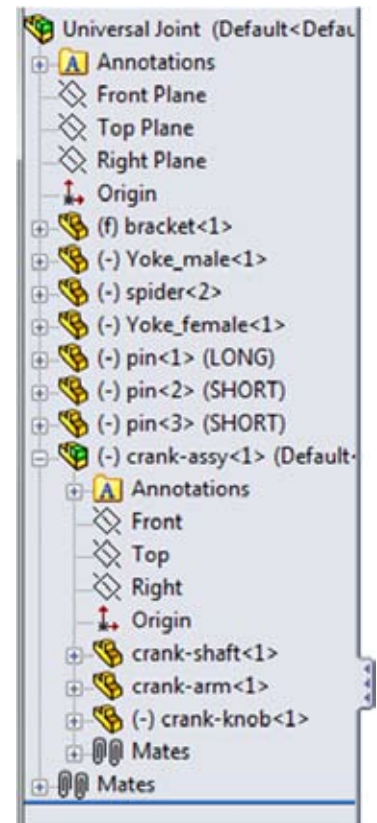 Universal Joint (Default<Defau
Annotations
Front Plane
Top Plane
Right Plane
Origin
(f) bracket<1>
(-) Yoke_male<1>
(-) spider<2>
(-) Yoke_female<1>
(-) pin<1> (LONG)
(-) pin<2> (SHORT)
(-) pin<3> (SHORT)
(-) crank-assy<1> (Default
Annotations
Front
Top
Right
Origin
crank-shaft<1>
crank-arm<1>
(-) crank-knob<1>
Mates
Mates